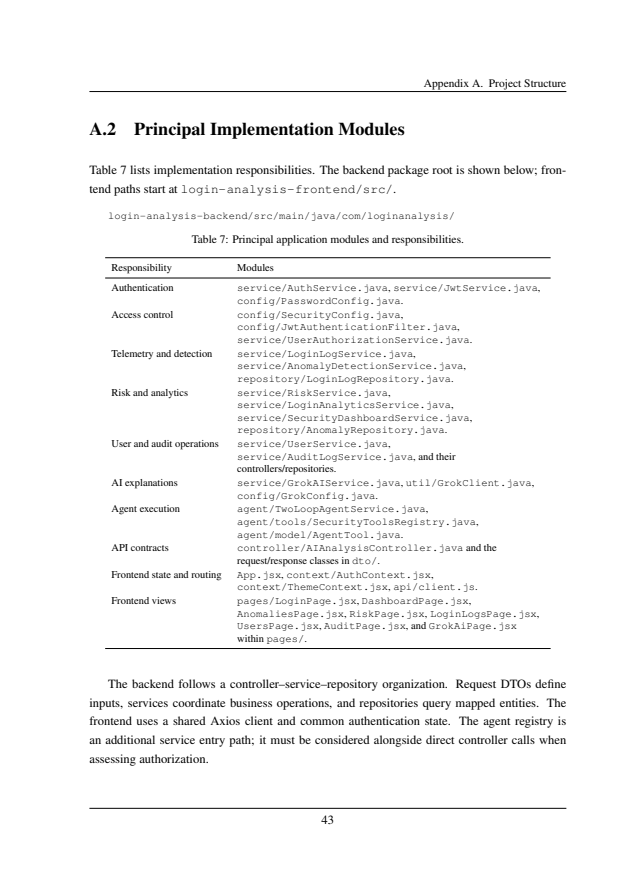 Appendix A. Project Structure
A.2 Principal Implementation Modules
Table 7 lists implementation responsibilities. The backend package root is shown below; fron-
tend paths start at login-analysis-frontend/src/.
login-analysis-backend/src/main/java/com/loginanalysis/
Table 7: Principal application modules and responsibilities.
Responsibility Modules
Authentication service/AuthService.java, service/JwtService.java,
config/PasswordConfig.java.
Access control config/SecurityConfig.java,
config/JwtAuthenticationFilter.java,
service/UserAuthorizationService.java.
Telemetry and detection service/LoginLogService.java,
service/AnomalyDetectionService.java,
repository/LoginLogRepository.java.
Risk and analytics service/RiskService.java,
service/LoginAnalyticsService.java,
service/SecurityDashboardService.java,
repository/AnomalyRepository.java.
User and audit operations service/UserService.java,
service/AuditLogService.java, and their
controllers/repositories.
AI explanations service/GrokAIService.java, util/GrokClient.java,
config/GrokConfig.java.
Agent execution agent/TwoLoopAgentService.java,
agent/tools/SecurityToolsRegistry.java,
agent/model/AgentTool.java.
API contracts controller/AIAnalysisController.java and the
request/response classes in dto/.
Frontend state and routing App.jsx, context/AuthContext.jsx,
context/ThemeContext.jsx, api/client.js.
Frontend views pages/LoginPage.jsx, DashboardPage.jsx,
AnomaliesPage.jsx, RiskPage.jsx, LoginLogsPage.jsx,
UsersPage.jsx, AuditPage.jsx, and GrokAiPage.jsx
within pages/.
The backend follows a controller–service–repository organization. Request DTOs define
inputs, services coordinate business operations, and repositories query mapped entities. The
frontend uses a shared Axios client and common authentication state. The agent registry is
an additional service entry path; it must be considered alongside direct controller calls when
assessing authorization.
43